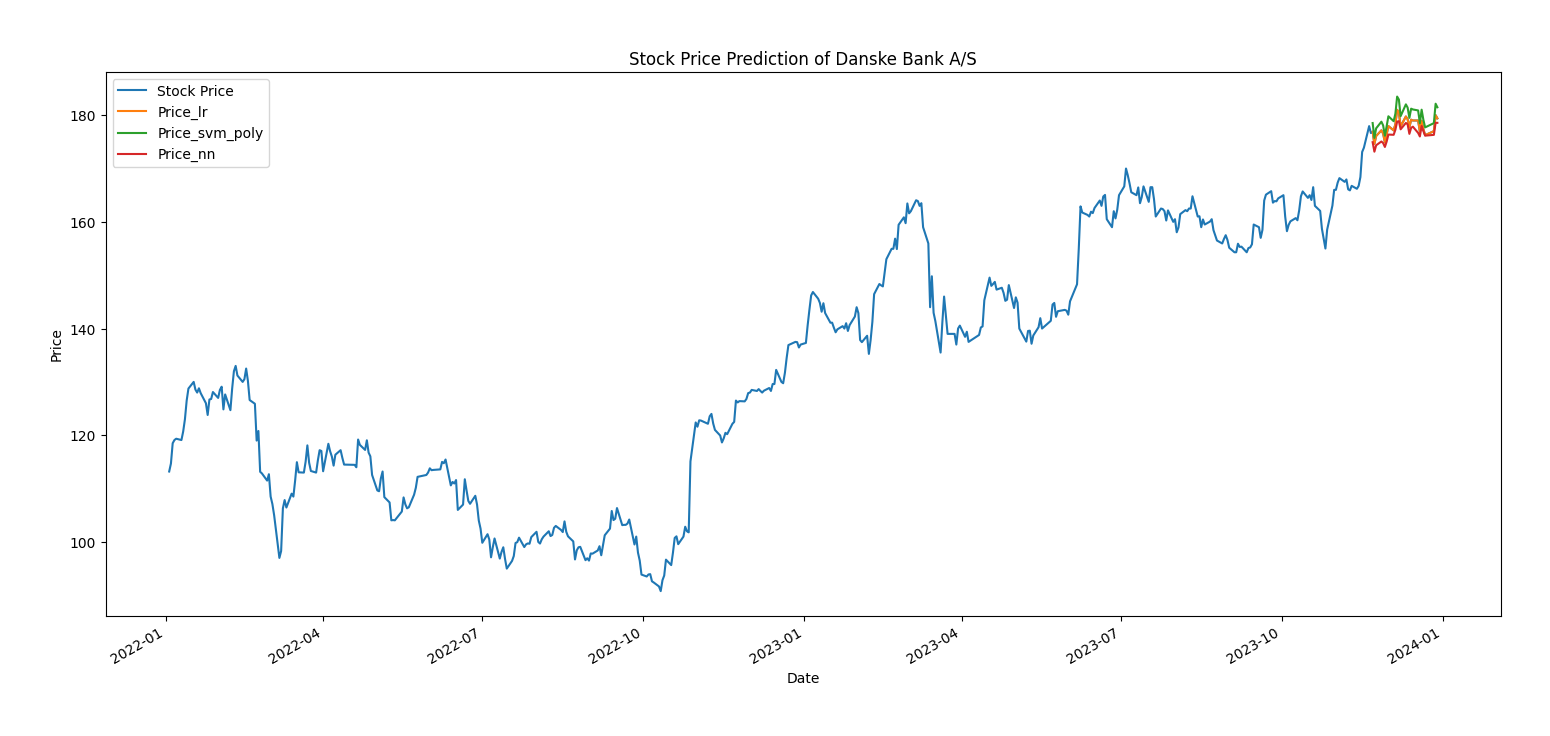 Stock Price Prediction of Danske Bank A/S
Stock Price
Price_lr
Price_svm_poly
Price_nn
180
160
140
120
100
Price
2022-01
2022-04
2022-07
2022-10
2023-01
2023-04
2023-07
2023-10
2024-01
Date